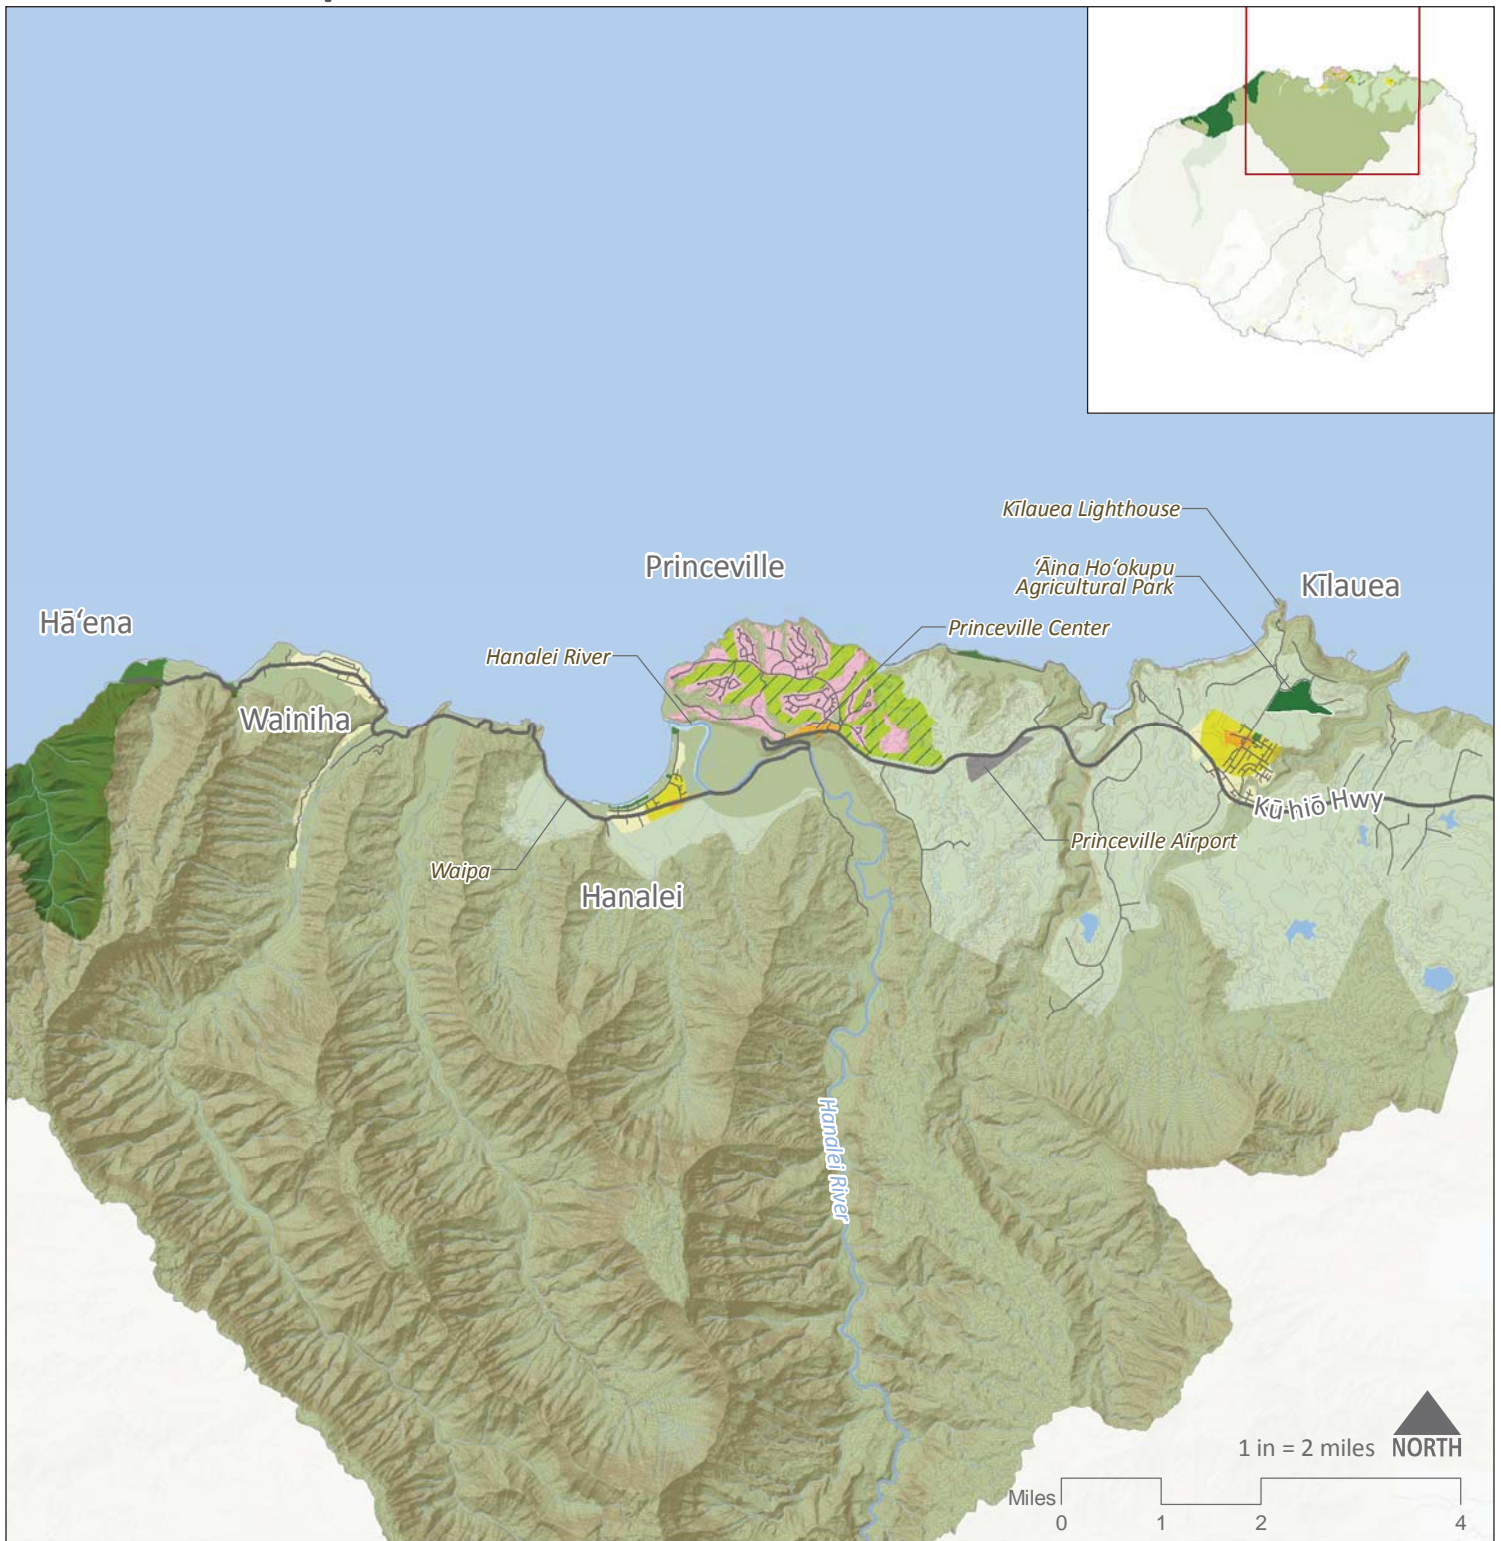 Kīlauea Lighthouse
ʻĀina Hoʻokupu
Agricultural Park
Kīlauea
Princeville
Hāʻena
Princeville Center
Hanalei River
Wainiha
Kūhiō Hwy
Princeville Airport
Waipa
Hanalei
Hanalei River
1 in = 2 miles NORTH
Miles
0 1 2 4